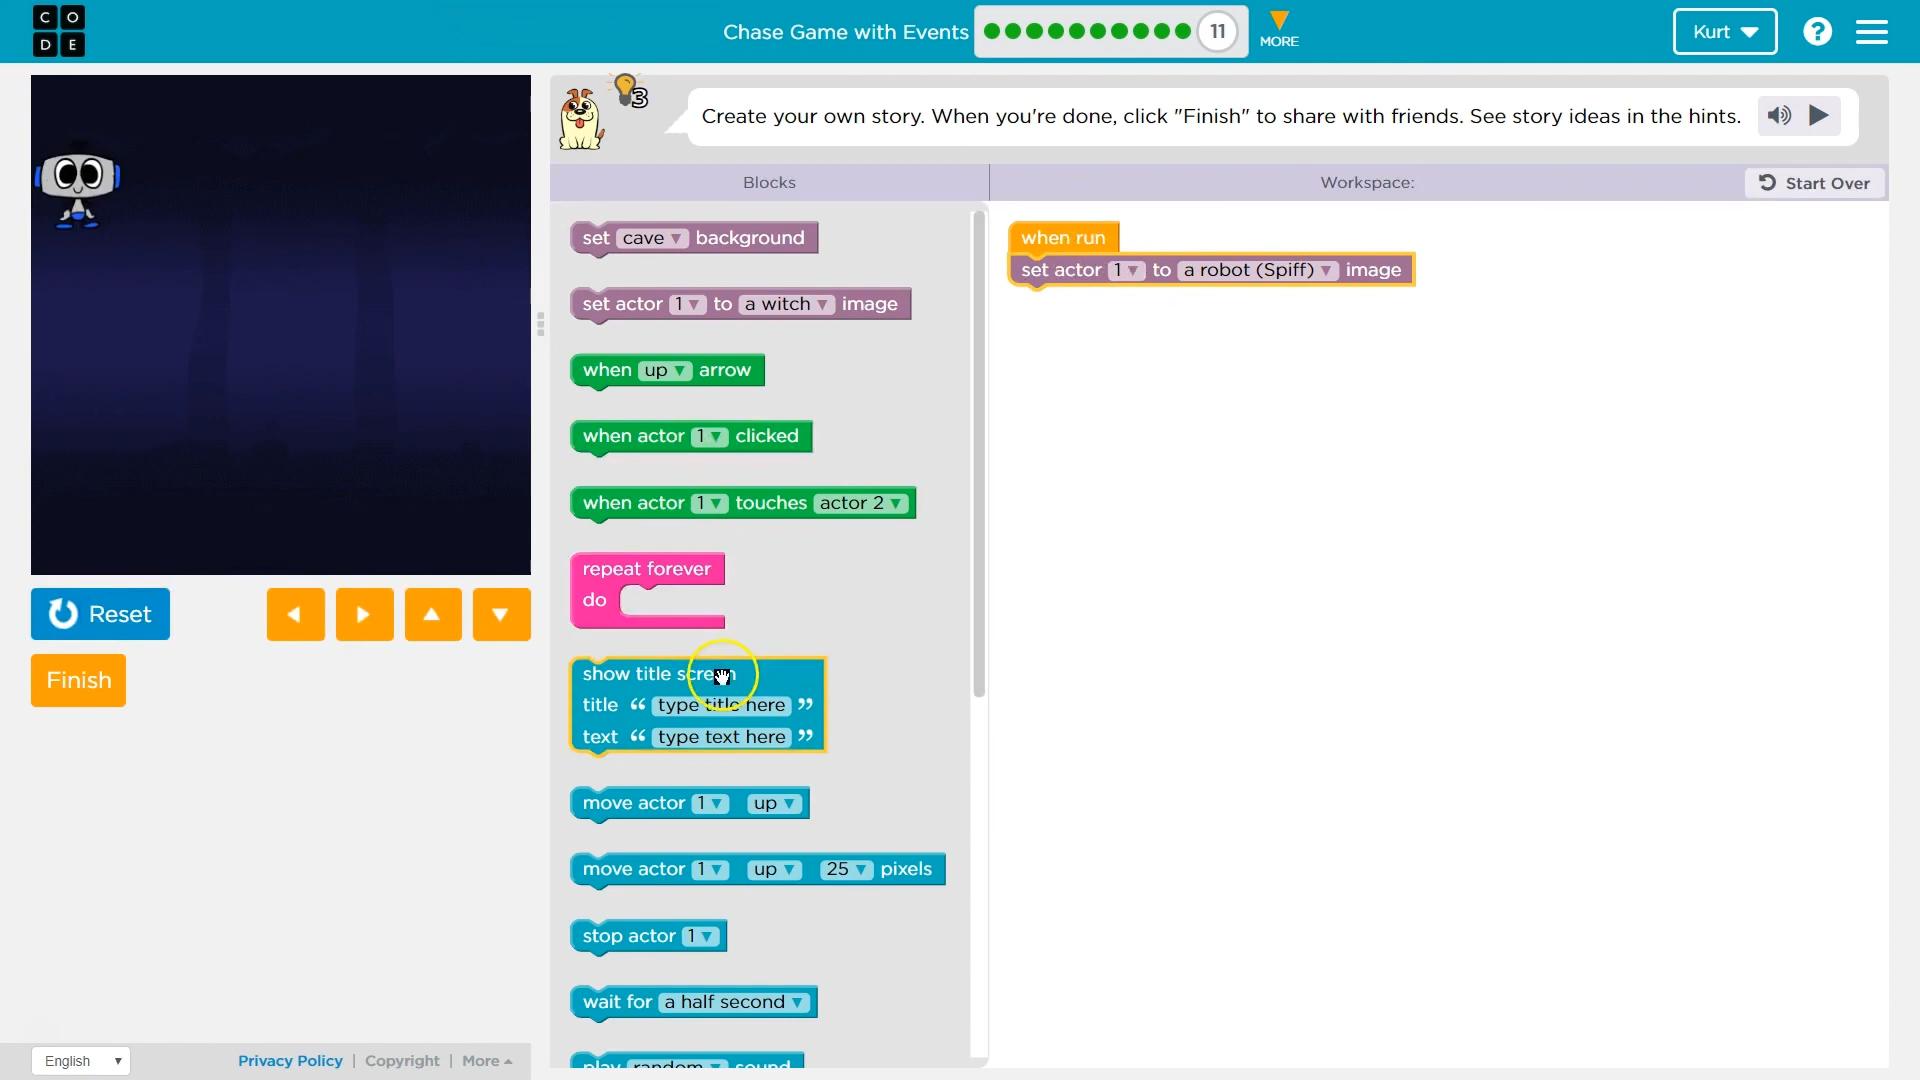 C O
D E
Chase Game with Events
11
MORE
Kurt
?
3
Create your own story. When you're done, click "Finish" to share with friends. See story ideas in the hints.
Blocks
Workspace:
Start Over
set cave background
set actor 1 to a witch image
when up arrow
when actor 1 clicked
when actor 1 touches actor 2
repeat forever
do
show title screen
title “ type title here ”
text “ type text here ”
move actor 1 up
move actor 1 up 25 pixels
stop actor 1
wait for a half second
play random sound
when run
set actor 1 to a robot (Spiff) image
Reset
Finish
English
Privacy Policy | Copyright | More